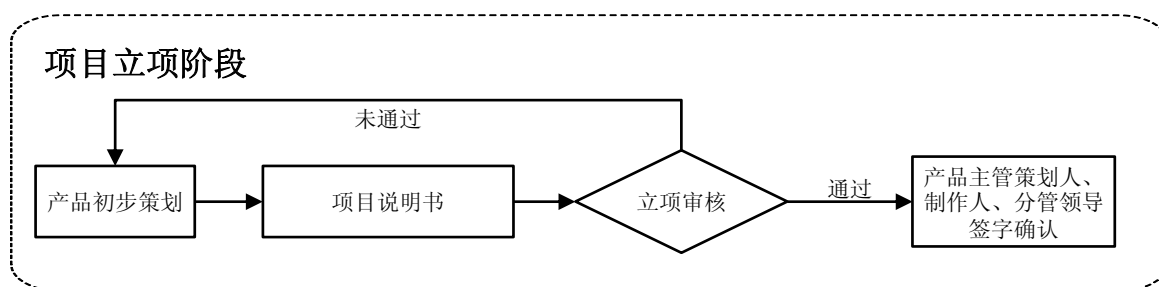 项目立项阶段
未通过
产品初步策划
项目说明书
立项审核
通过
产品主管策划人、
制作人、分管领导
签字确认